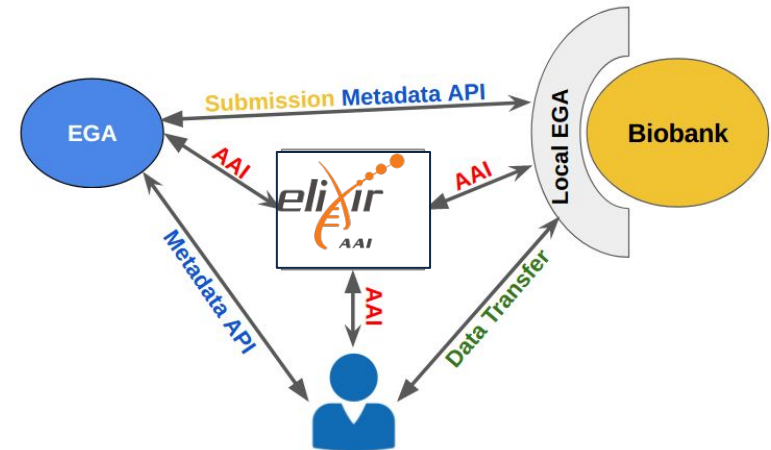 Submission Metadata API
EGA
Local EGA
Biobank
AAI
AAI
elixir
AAI
Metadata API
AAI
Data Transfer